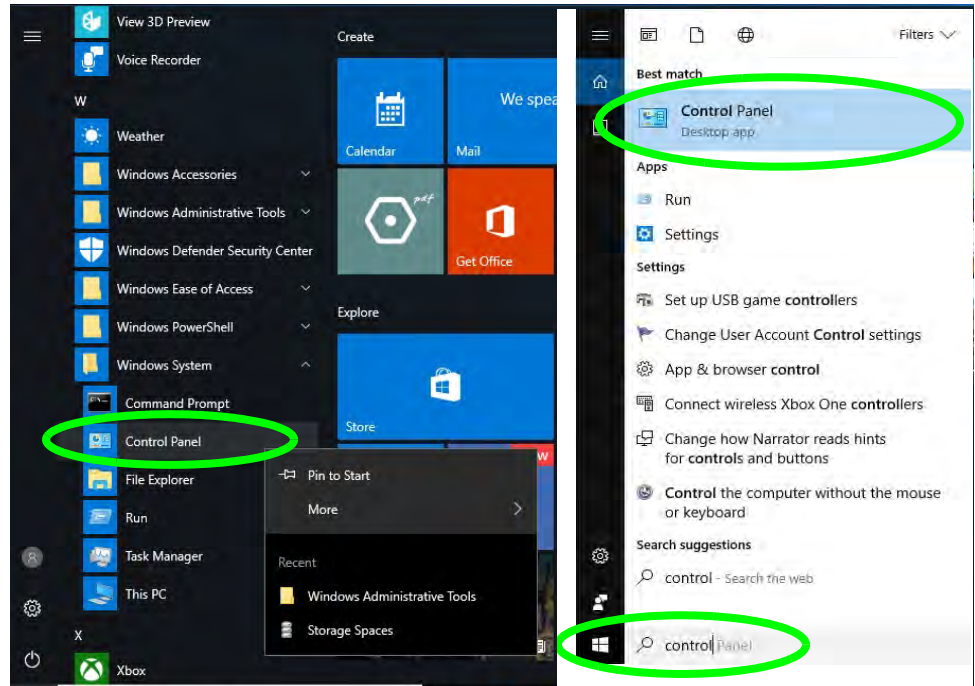 View 3D Preview
Voice Recorder
W
Weather
Windows Accessories
Windows Administrative Tools
Windows Defender Security Center
Windows Ease of Access
Windows PowerShell
Windows System
Command Prompt
Control Panel
File Explorer
Run
Task Manager
This PC
X
Xbox
Create
We spea
Calendar
Mail
pdf
Get Office
Explore
Store
W
Pin to Start
More
Recent
Windows Administrative Tools
Storage Spaces
Filters
Best match
Control Panel
Desktop app
Apps
Run
Settings
Settings
Set up USB game controllers
Change User Account Control settings
App & browser control
Connect wireless Xbox One controllers
Change how Narrator reads hints
for controls and buttons
Control the computer without the mouse
or keyboard
Search suggestions
control - Search the web
control Panel